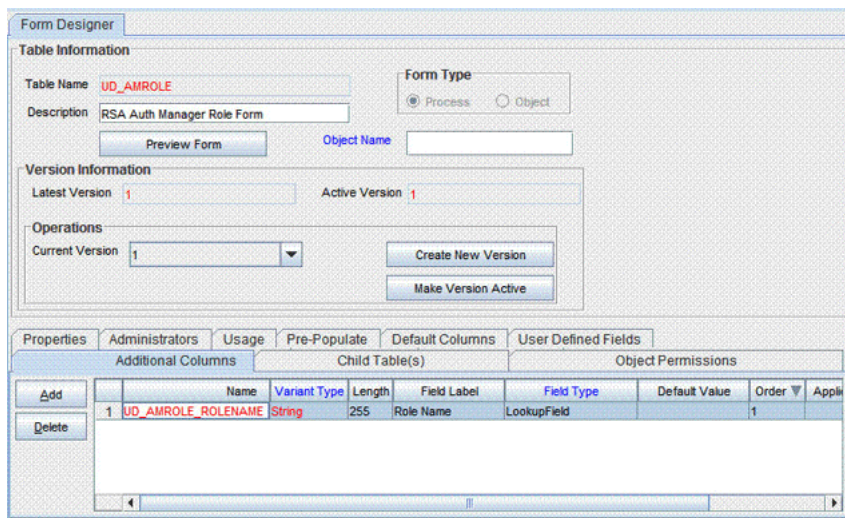 Form Designer
Table Information
Table Name UD_AMROLE
Form Type
Process Object
Description RSA Auth Manager Role Form
Preview Form Object Name
Version Information
Latest Version 1 Active Version 1
Operations
Current Version 1 Create New Version
Make Version Active
Properties Administrators Usage Pre-Populate Default Columns User Defined Fields
Additional Columns Child Table(s) Object Permissions
Add Name Variant Type Length Field Label Field Type Default Value Order Appli
1 UD_AMROLE_ROLENAME String 255 Role Name LookupField 1
Delete